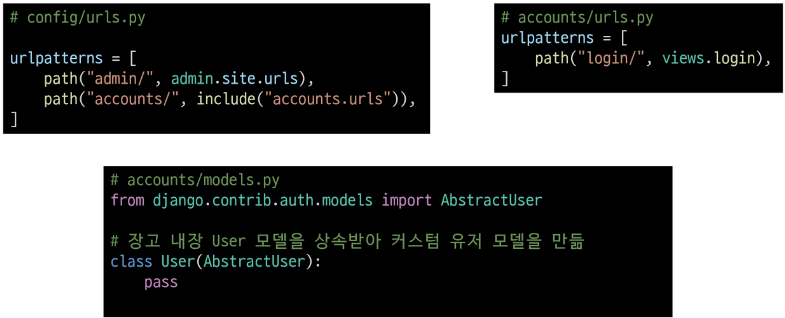 # config/urls.py
urlpatterns = [
    path("admin/", admin.site.urls),
    path("accounts/", include("accounts.urls")),
]
# accounts/urls.py
urlpatterns = [
    path("login/", views.login),
]
# accounts/models.py
from django.contrib.auth.models import AbstractUser
# 장고 내장 User 모델을 상속받아 커스텀 유저 모델을 만듦
class User(AbstractUser):
    pass